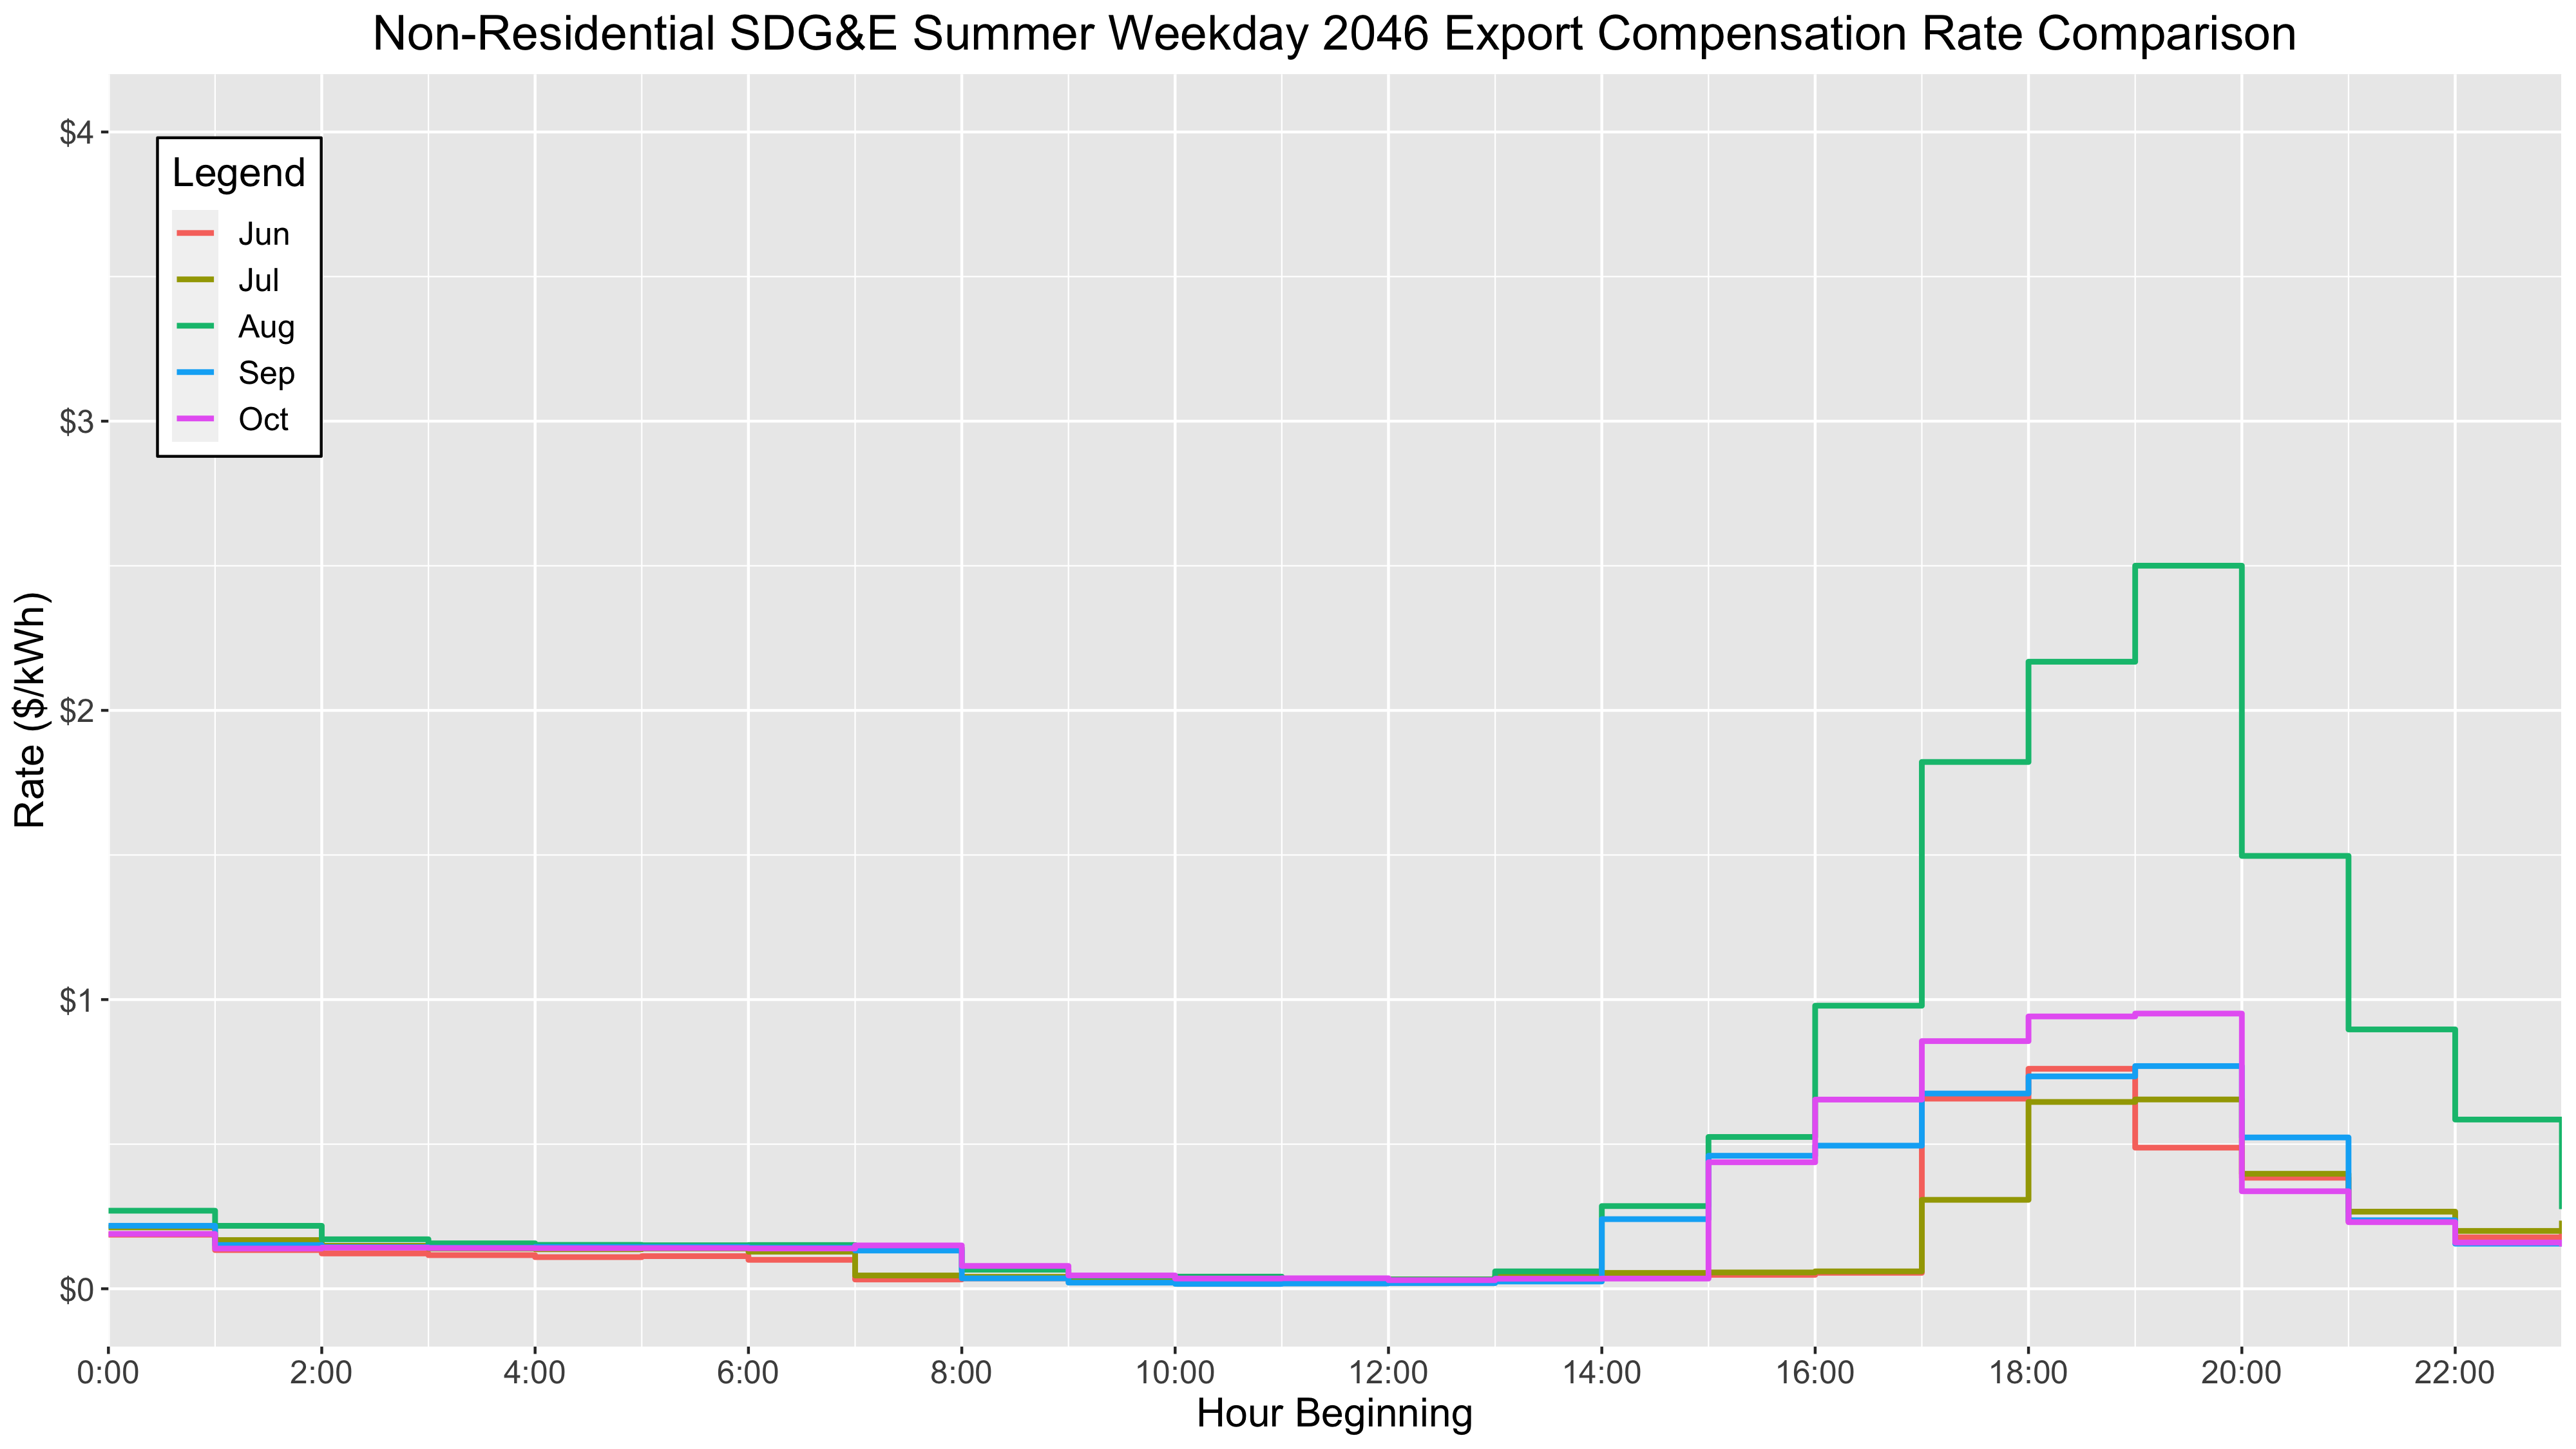 Non-Residential SDG&E Summer Weekday 2046 Export Compensation Rate Comparison
$4
Legend
Jun
Jul
Aug
Sep
Oct
$3
Rate ($/kWh)
$2
$1
$0
0:00 2:00 4:00 6:00 8:00 10:00 12:00 14:00 16:00 18:00 20:00 22:00
Hour Beginning